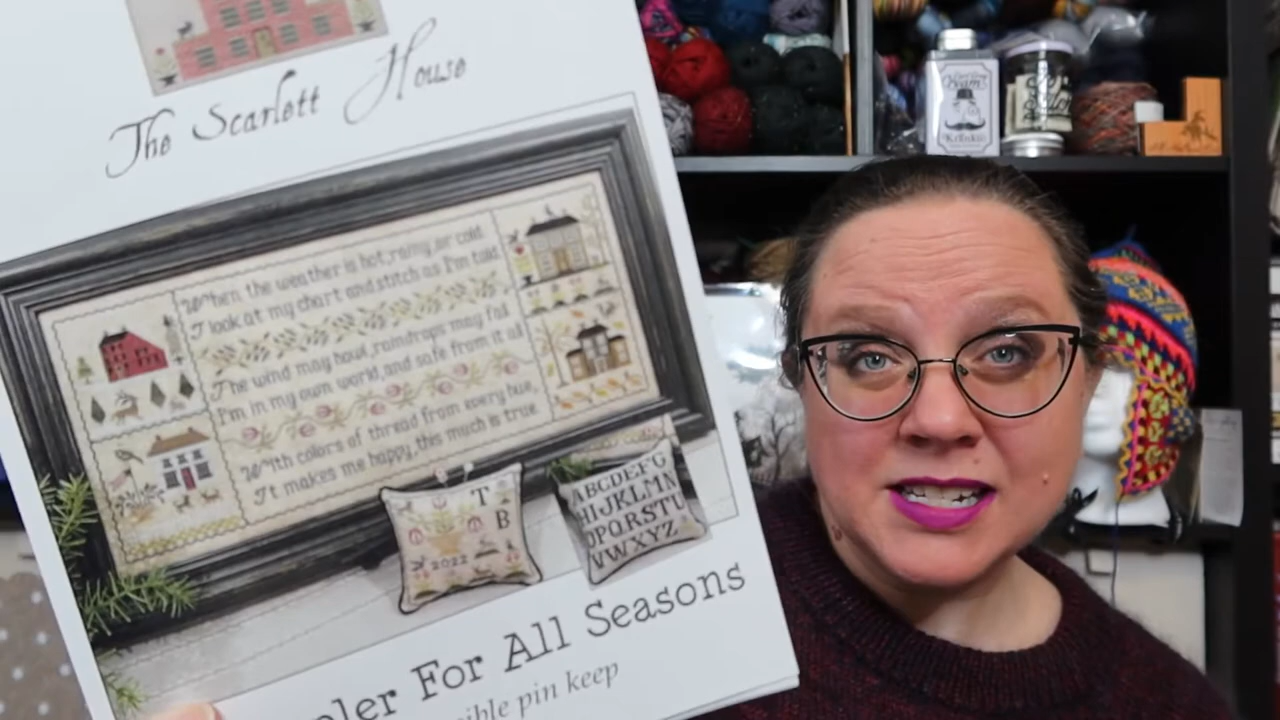 The Scarlett House
When the weather is hot, rainy, or cold
I look at my chart and stitch as I'm told
The wind may howl, raindrops may fall
I'm in my own world, and safe from it all
With colors of thread from every hue,
It makes me happy, this much is true.
T
B
2022
ABCDEFG
HIJKLMN
OPQRSTU
VWXYZ
pler For All Seasons
sible pin keep